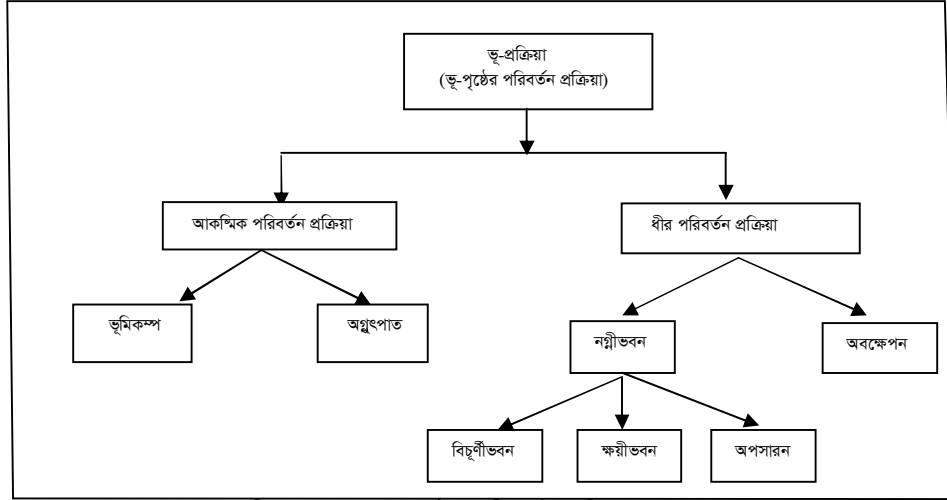 ভূ-প্রক্রিয়া
(ভূ-পৃষ্ঠের পরিবর্তন প্রক্রিয়া)
আকষ্মিক পরিবর্তন প্রক্রিয়া
ধীর পরিবর্তন প্রক্রিয়া
ভূমিকম্প
অগ্নুৎপাত
নগ্নীভবন
অবক্ষেপন
বিচূর্ণীভবন
ক্ষয়ীভবন
অপসারন